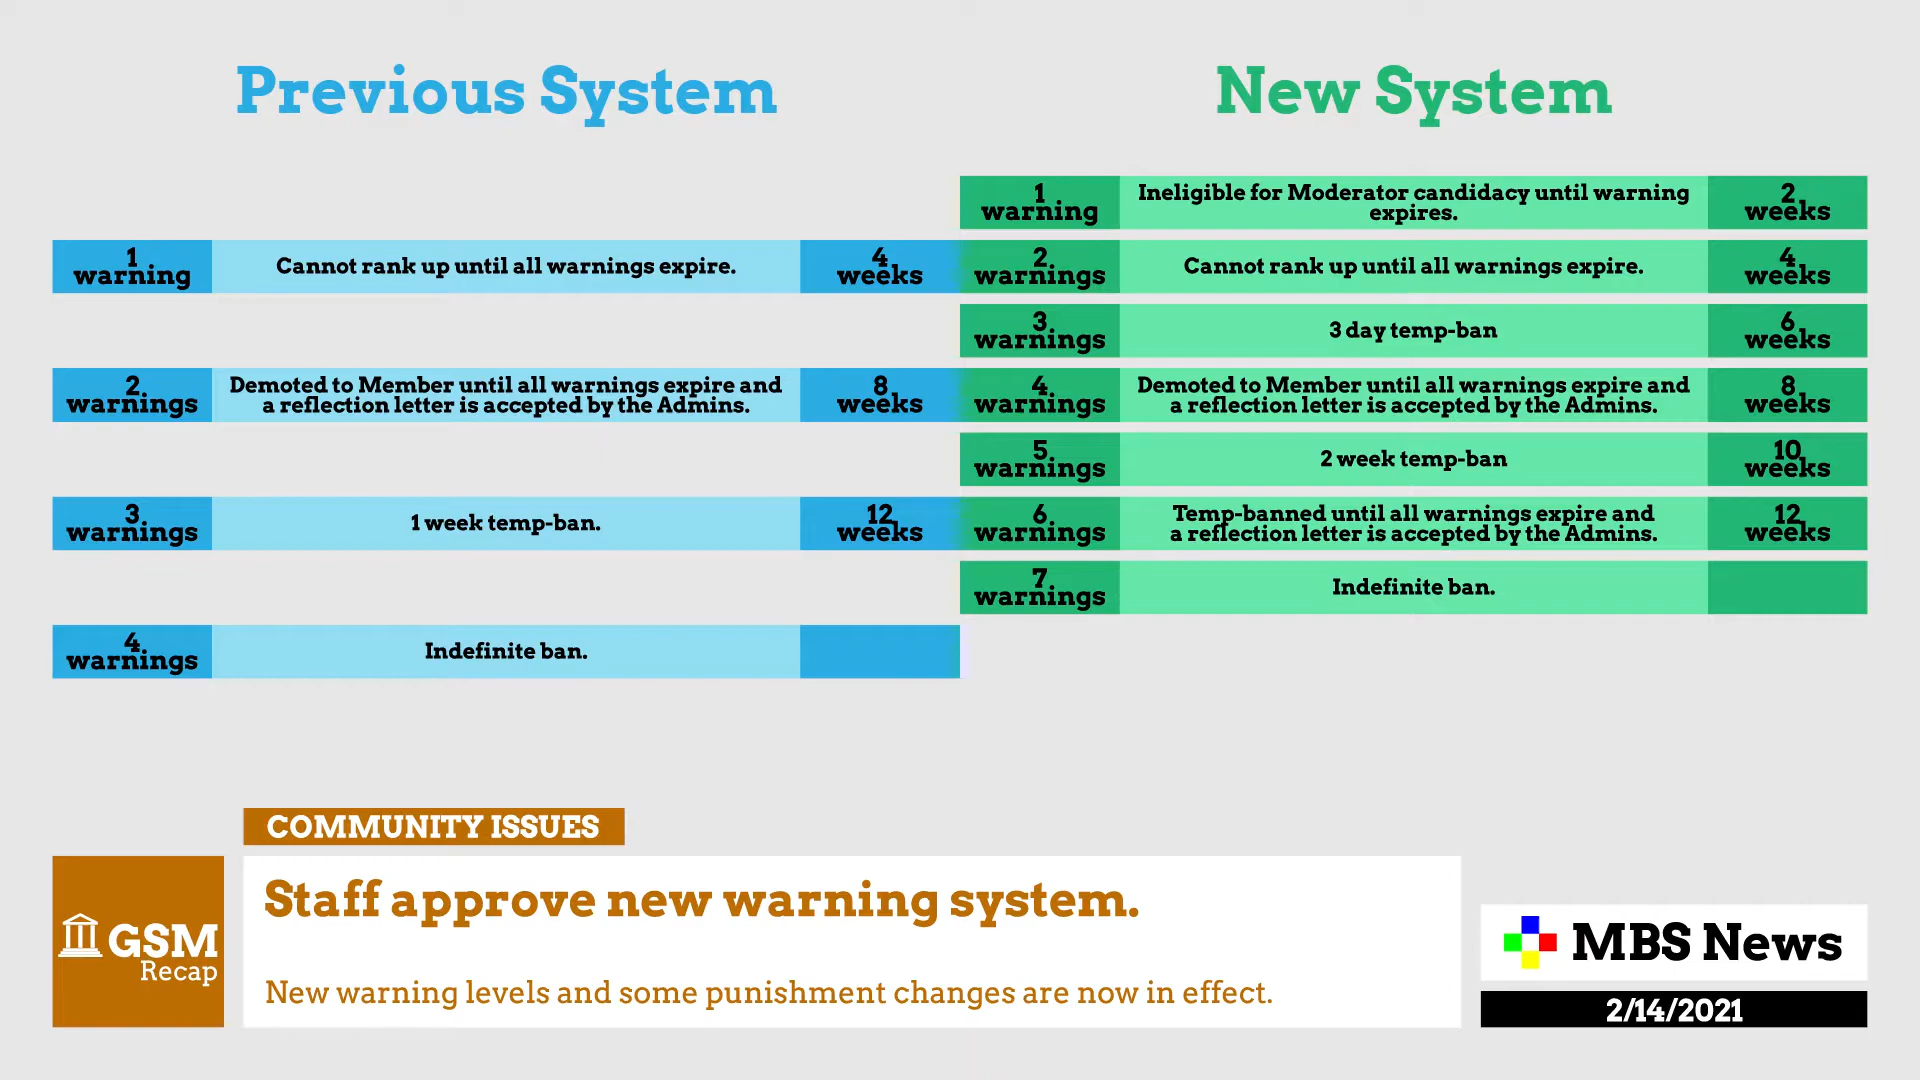 Previous System
1
warning
Cannot rank up until all warnings expire.
4
weeks
2
warnings
Demoted to Member until all warnings expire and
a reflection letter is accepted by the Admins.
8
weeks
3
warnings
1 week temp-ban.
12
weeks
4
warnings
Indefinite ban.
New System
1
warning
Ineligible for Moderator candidacy until warning
expires.
2
weeks
2
warnings
Cannot rank up until all warnings expire.
4
weeks
3
warnings
3 day temp-ban
6
weeks
4
warnings
Demoted to Member until all warnings expire and
a reflection letter is accepted by the Admins.
8
weeks
5
warnings
2 week temp-ban
10
weeks
6
warnings
Temp-banned until all warnings expire and
a reflection letter is accepted by the Admins.
12
weeks
7
warnings
Indefinite ban.
COMMUNITY ISSUES
GSM
Recap
Staff approve new warning system.
New warning levels and some punishment changes are now in effect.
MBS News
2/14/2021